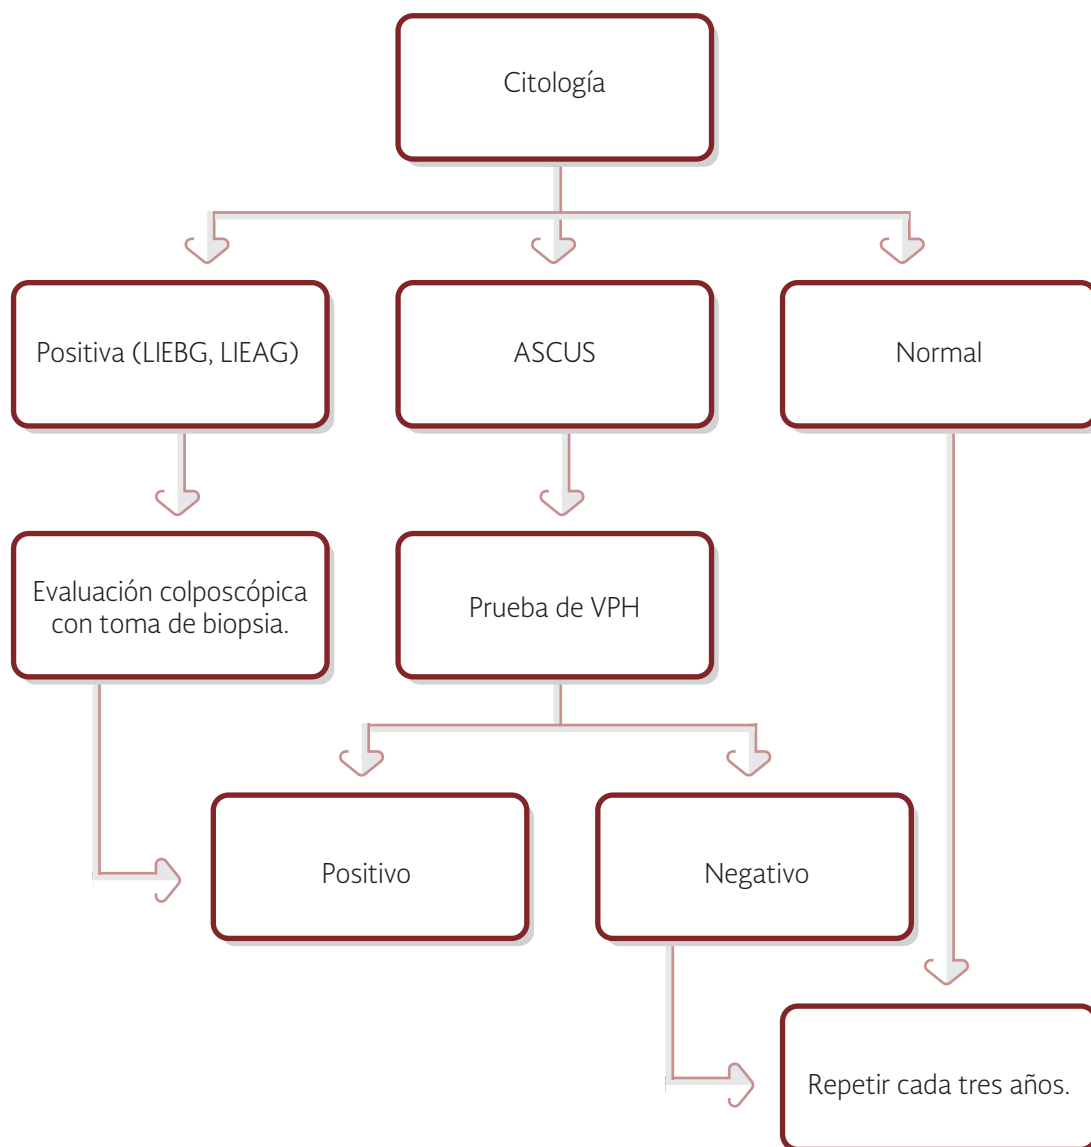 Citología
Positiva (LIEBG, LIEAG)
ASCUS
Normal
Evaluación colposcópica
con toma de biopsia.
Prueba de VPH
Positivo
Negativo
Repetir cada tres años.